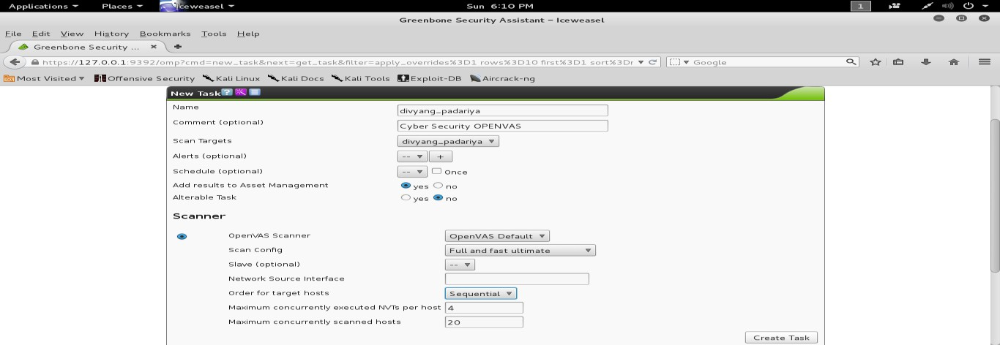 Applications Places Iceweasel Sun 6:10 PM 1
Greenbone Security Assistant – Iceweasel
File Edit View History Bookmarks Tools Help
Greenbone Security ...
https://127.0.0.1:9392/omp?cmd=new_task&next=get_task&filter=apply_overrides%3D1 rows%3D10 first%3D1 sort%3Dr Google
Most Visited Offensive Security Kali Linux Kali Docs Kali Tools Exploit-DB Aircrack-ng
New Task
Name divyang_padariya
Comment (optional) Cyber Security OPENVAS
Scan Targets divyang_padariya
Alerts (optional) -- +
Schedule (optional) -- Once
Add results to Asset Management yes no
Alterable Task yes no
Scanner
OpenVAS Scanner OpenVAS Default
Scan Config Full and fast ultimate
Slave (optional) --
Network Source Interface
Order for target hosts Sequential
Maximum concurrently executed NVTs per host 4
Maximum concurrently scanned hosts 20
Create Task